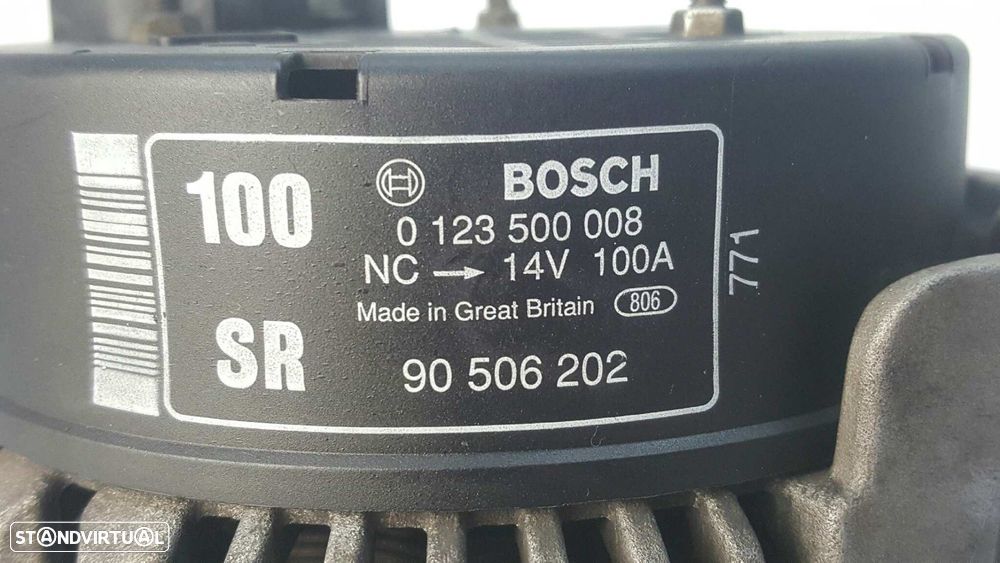 100
BOSCH
0 123 500 008
NC → 14V 100A
Made in Great Britain 806
SR
90 506 202
771
STANDVIRTUAL